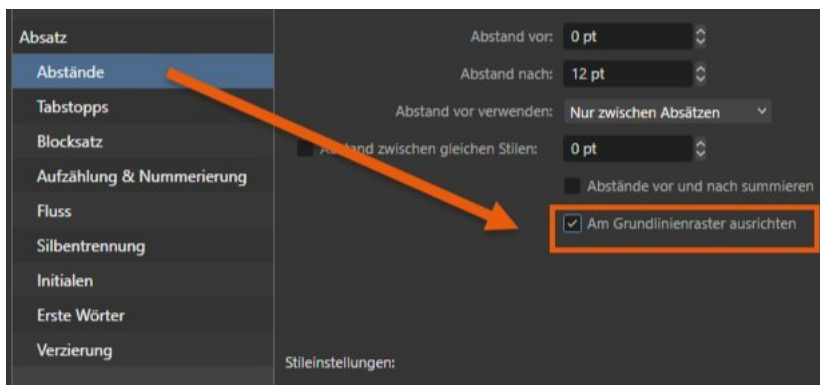 Absatz
Abstände
Tabstopps
Blocksatz
Aufzählung & Nummerierung
Fluss
Silbentrennung
Initialen
Erste Wörter
Verzierung
Abstand vor: 0 pt
Abstand nach: 12 pt
Abstand vor verwenden: Nur zwischen Absätzen
Abstand zwischen gleichen Stilen: 0 pt
Abstände vor und nach summieren
Am Grundlinienraster ausrichten
Stileinstellungen: